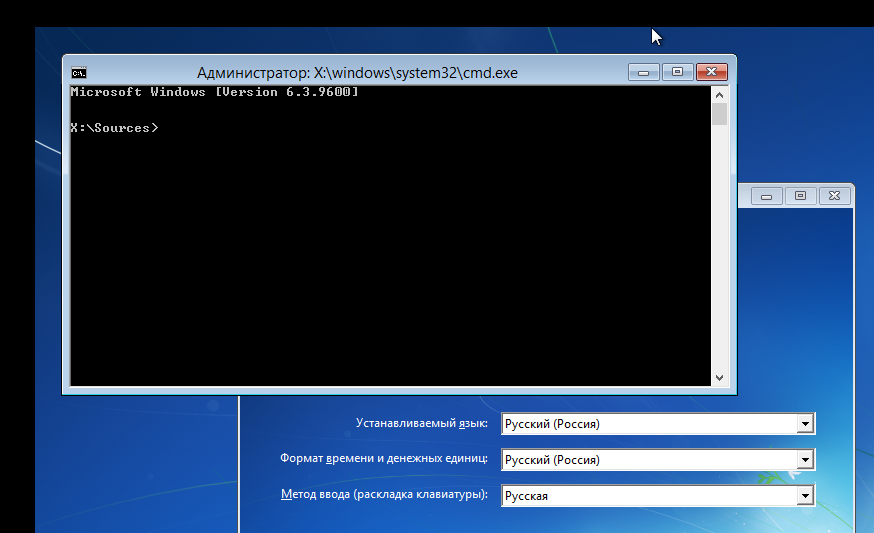 Администратор: X:\windows\system32\cmd.exe
Microsoft Windows [Version 6.3.9600]
X:\Sources>
Устанавливаемый язык: Русский (Россия)
Формат времени и денежных единиц: Русский (Россия)
Метод ввода (раскладка клавиатуры): Русская